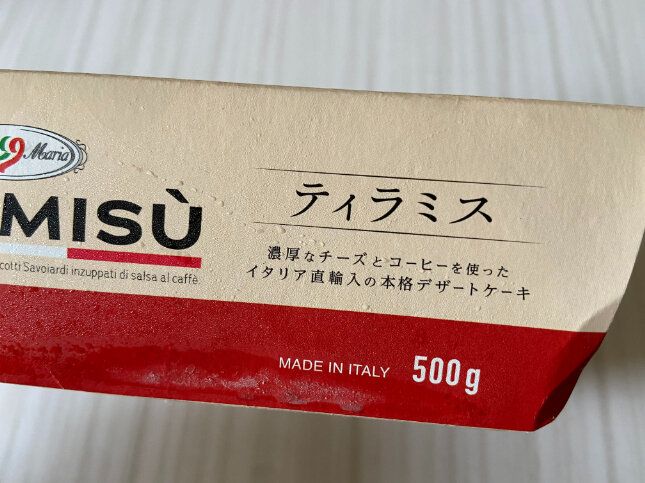 Maria
MISÙ
ティラミス
Savoiardi inzuppati di salsa al caffè
濃厚なチーズとコーヒーを使った
イタリア直輸入の本格デザートケーキ
MADE IN ITALY 500g